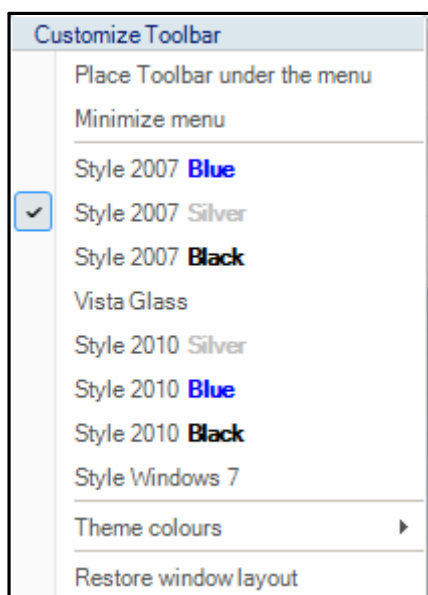 Customize Toolbar
Place Toolbar under the menu
Minimize menu
Style 2007 Blue
Style 2007 Silver
Style 2007 Black
Vista Glass
Style 2010 Silver
Style 2010 Blue
Style 2010 Black
Style Windows 7
Theme colours
Restore window layout